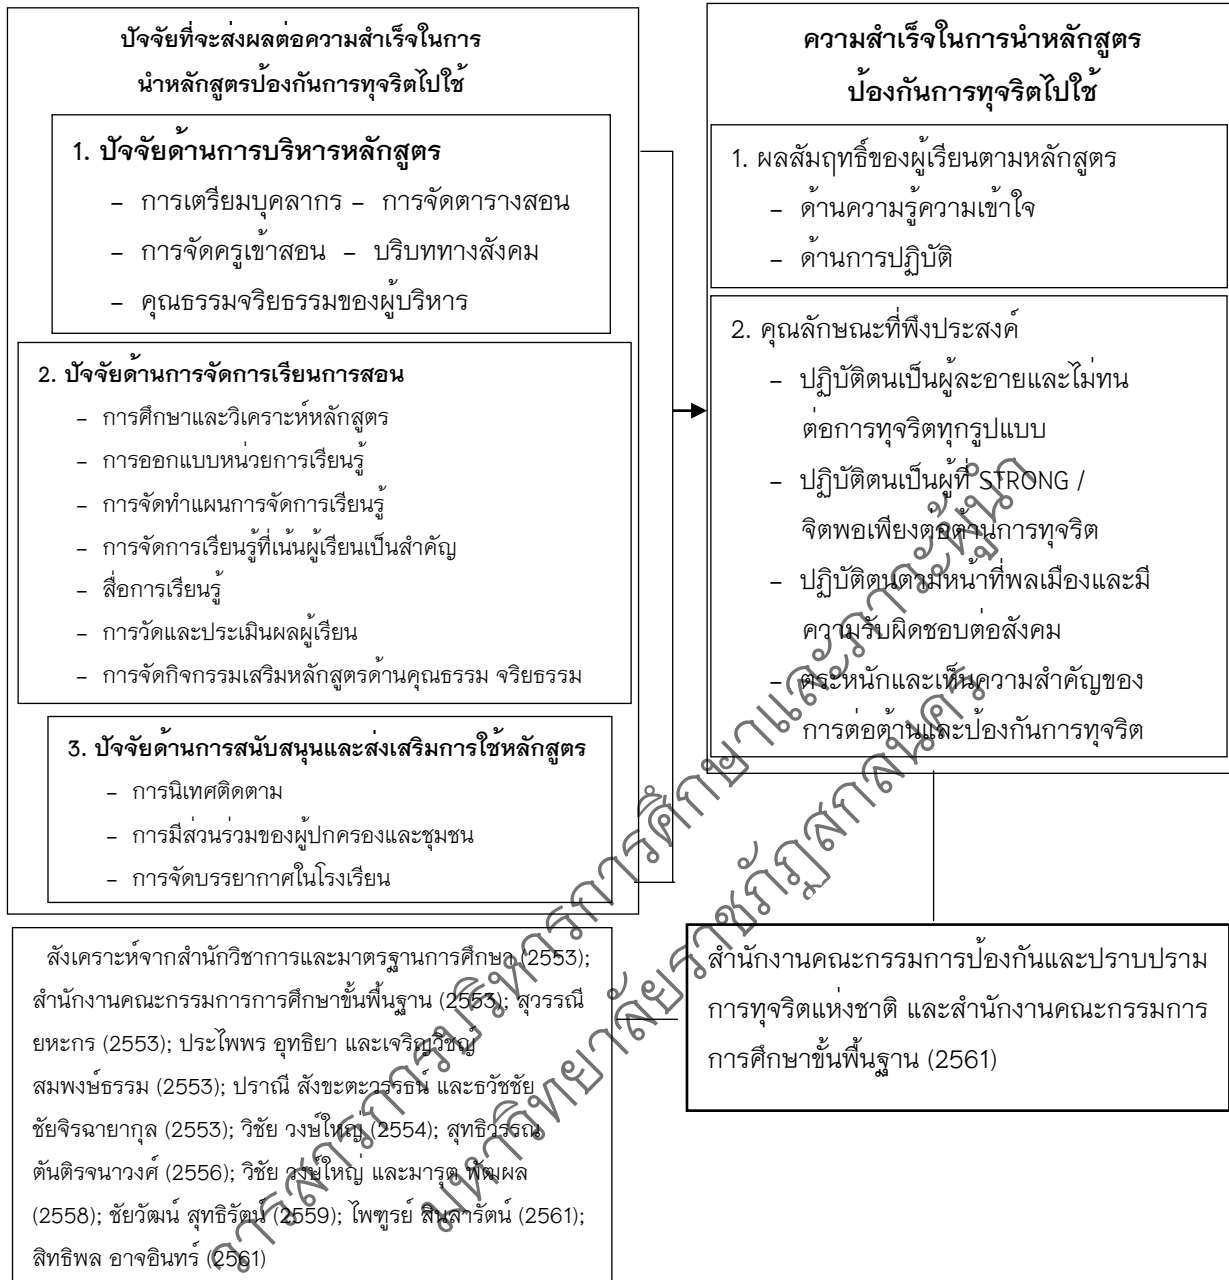 ปัจจัยที่จะส่งผลต่อความสำเร็จในการ
นำหลักสูตรป้องกันการทุจริตไปใช้
1. ปัจจัยด้านการบริหารหลักสูตร
- การเตรียมบุคลากร - การจัดตารางสอน
- การจัดครูเข้าสอน - บริบททางสังคม
- คุณธรรมจริยธรรมของผู้บริหาร
2. ปัจจัยด้านการจัดการเรียนการสอน
- การศึกษาและวิเคราะห์หลักสูตร
- การออกแบบหน่วยการเรียนรู้
- การจัดทำแผนการจัดการเรียนรู้
- การจัดการเรียนรู้ที่เน้นผู้เรียนเป็นสำคัญ
- สื่อการเรียนรู้
- การวัดและประเมินผลผู้เรียน
- การจัดกิจกรรมเสริมหลักสูตรด้านคุณธรรม จริยธรรม
3. ปัจจัยด้านการสนับสนุนและส่งเสริมการใช้หลักสูตร
- การนิเทศติดตาม
- การมีส่วนร่วมของผู้ปกครองและชุมชน
- การจัดบรรยากาศในโรงเรียน
ความสำเร็จในการนำหลักสูตร
ป้องกันการทุจริตไปใช้
1. ผลสัมฤทธิ์ของผู้เรียนตามหลักสูตร
- ด้านความรู้ความเข้าใจ
- ด้านการปฏิบัติ
2. คุณลักษณะที่พึงประสงค์
- ปฏิบัติตนเป็นผู้ละอายและไม่ทน
ต่อการทุจริตทุกรูปแบบ
- ปฏิบัติตนเป็นผู้ที่ STRONG /
จิตพอเพียงต่อต้านการทุจริต
- ปฏิบัติตนตามหน้าที่พลเมืองและมี
ความรับผิดชอบต่อสังคม
- ตระหนักและเห็นความสำคัญของ
การต่อต้านและป้องกันการทุจริต
สังเคราะห์จากสำนักวิชาการและมาตรฐานการศึกษา (2553);
สำนักงานคณะกรรมการการศึกษาขั้นพื้นฐาน (2553); สุวรรณี
ยหะกร (2553); ประไพพร อุทธิยา และเจริญวิชญ์
สมพงษ์ธรรม (2553); ปราณี สังขะตะวรรธน์ และธวัชชัย
ชัยจิรฉายากุล (2553); วิชัย วงษ์ใหญ่ (2554); สุทธิวรรณ
ตันติรจนาวงศ์ (2556); วิชัย วงษ์ใหญ่ และมารุต พัฒผล
(2558); ชัยวัฒน์ สุทธิรัตน์ (2559); ไพฑูรย์ สินลารัตน์ (2561);
สิทธิพล อาจอินทร์ (2561)
สำนักงานคณะกรรมการป้องกันและปราบปราม
การทุจริตแห่งชาติ และสำนักงานคณะกรรมการ
การศึกษาขั้นพื้นฐาน (2561)
วารสารการบริหารการศึกษาและภาวะผู้นำ
มหาวิทยาลัยราชภัฏสกลนคร